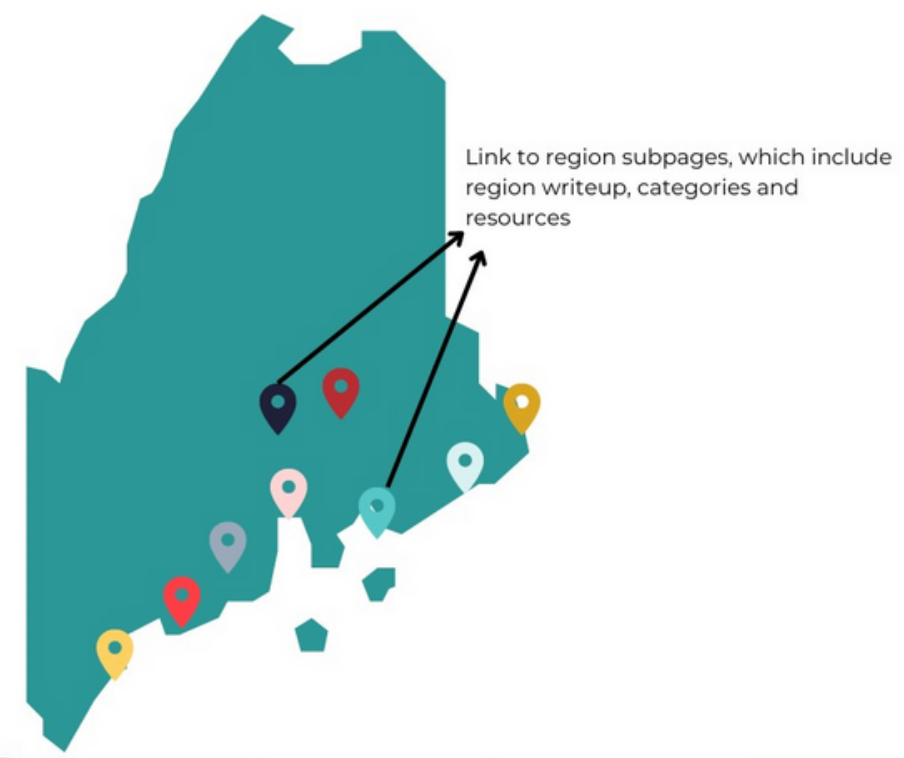 Link to region subpages, which include
region writeup, categories and
resources